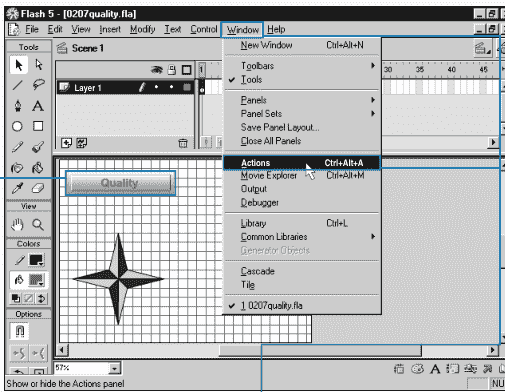 Flash 5 - [0207quality.fla]
File Edit View Insert Modify Text Control Window Help
Tools
Scene 1
New Window Ctrl+Alt+N
Toolbars
Tools
Panels
Panel Sets
Save Panel Layout...
Close All Panels
Actions Ctrl+Alt+A
Movie Explorer Ctrl+Alt+M
Output
Debugger
Library Ctrl+L
Common Libraries
Generator Objects
Cascade
Tile
1 0207quality.fla
Layer 1
1
30 35 40 45
Quality
View
Colors
Options
57%
Show or hide the Actions panel
NU